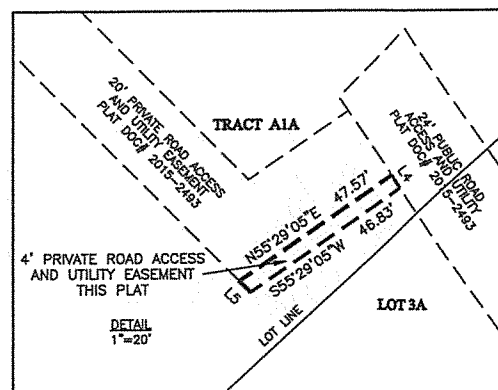 20' PRIVATE ROAD ACCESS
AND UTILITY EASEMENT
PLAT DOC# 2015-2493
TRACT A1A
24' PUBLIC ROAD
ACCESS AND UTILITY
PLAT DOC# 2015-2493
N55°29'05"E 47.57'
L4
S55°29'05"W 46.83'
L5
4' PRIVATE ROAD ACCESS
AND UTILITY EASEMENT
THIS PLAT
LOT LINE
LOT 3A
DETAIL
1"=20'